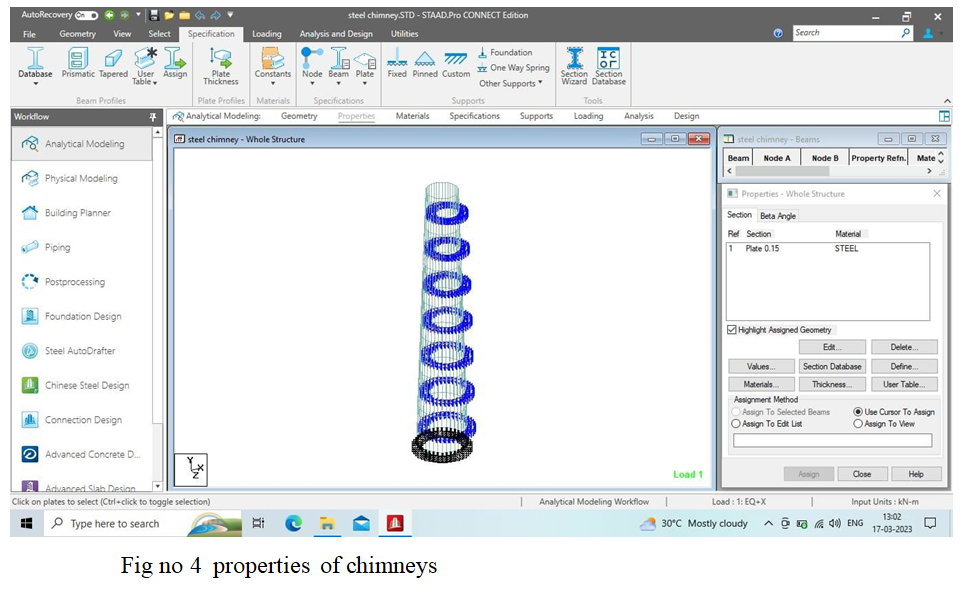 AutoRecovery On steel chimney.STD - STAAD.Pro CONNECT Edition
File Geometry View Select Specification Loading Analysis and Design Utilities Search
Database Prismatic Tapered User Table Assign Plate Thickness Constants Node Beam Plate Fixed Pinned Custom Foundation One Way Spring Other Supports Section Wizard Section Database
Beam Profiles Plate Profiles Materials Specifications Supports Tools
Workflow Analytical Modeling: Geometry Properties Materials Specifications Supports Loading Analysis Design
Analytical Modeling
Physical Modeling
Building Planner
Piping
Postprocessing
Foundation Design
Steel AutoDrafter
Chinese Steel Design
Connection Design
Advanced Concrete D...
Advanced Slab Design
steel chimney - Whole Structure
Y X
Z
Load 1
steel chimney - Beams
Beam Node A Node B Property Refn. Mate
Properties - Whole Structure
Section Beta Angle
Ref Section Material
1 Plate 0.15 STEEL
Highlight Assigned Geometry
Edit... Delete...
Values... Section Database Define...
Materials... Thickness... User Table...
Assignment Method
Assign To Selected Beams Use Cursor To Assign
Assign To Edit List Assign To View
Assign Close Help
Click on plates to select (Ctrl+click to toggle selection) Analytical Modeling Workflow Load : 1: EQ+X Input Units : kN-m
Type here to search 30°C Mostly cloudy ENG 13:02
17-03-2023
Fig no 4 properties of chimneys